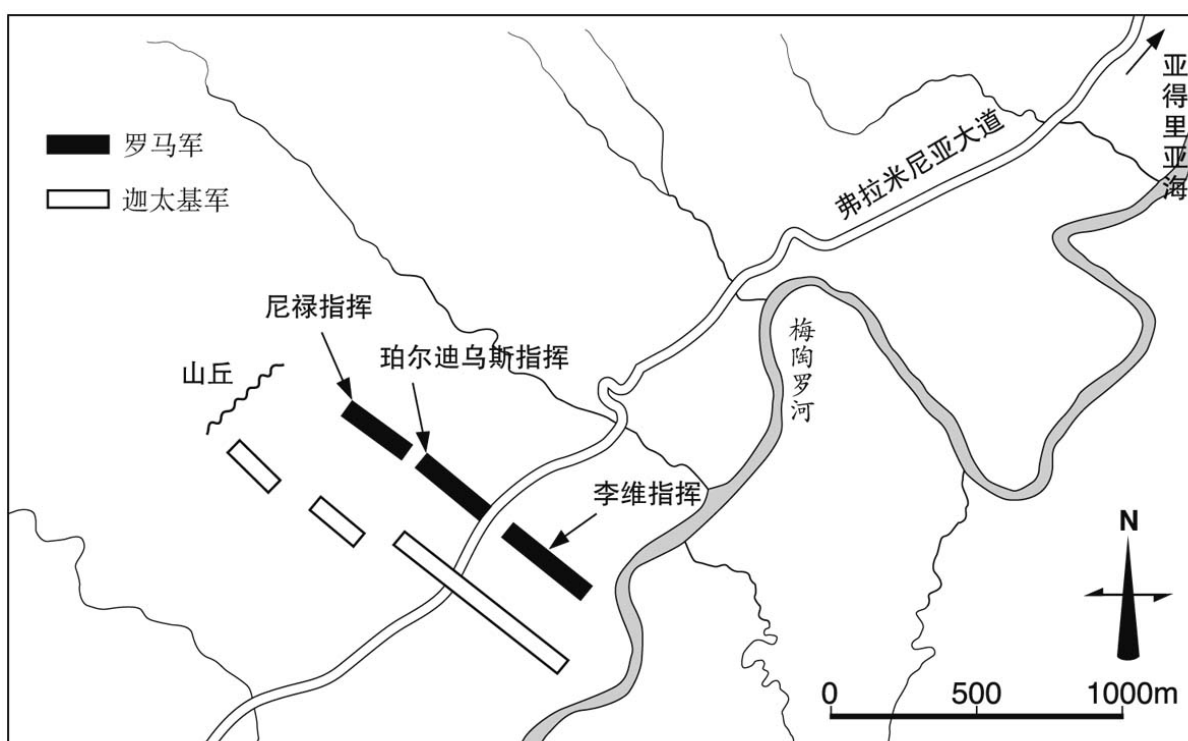 罗马军
迦太基军
亚得里亚海
弗拉米尼亚大道
尼禄指挥
珀尔迪乌斯指挥
山丘
梅陶罗河
李维指挥
N
0 500 1000m